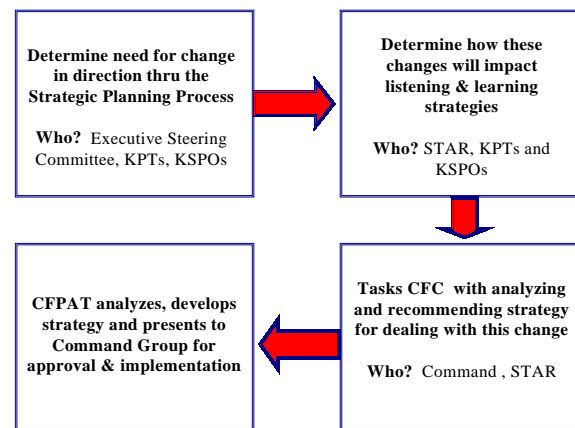 Determine need for change
in direction thru the
Strategic Planning Process
Who? Executive Steering
Committee, KPTs, KSPOs
Determine how these
changes will impact
listening & learning
strategies
Who? STAR, KPTs and
KSPOs
Tasks CFC with analyzing
and recommending strategy
for dealing with this change
Who? Command , STAR
CFPAT analyzes, develops
strategy and presents to
Command Group for
approval & implementation